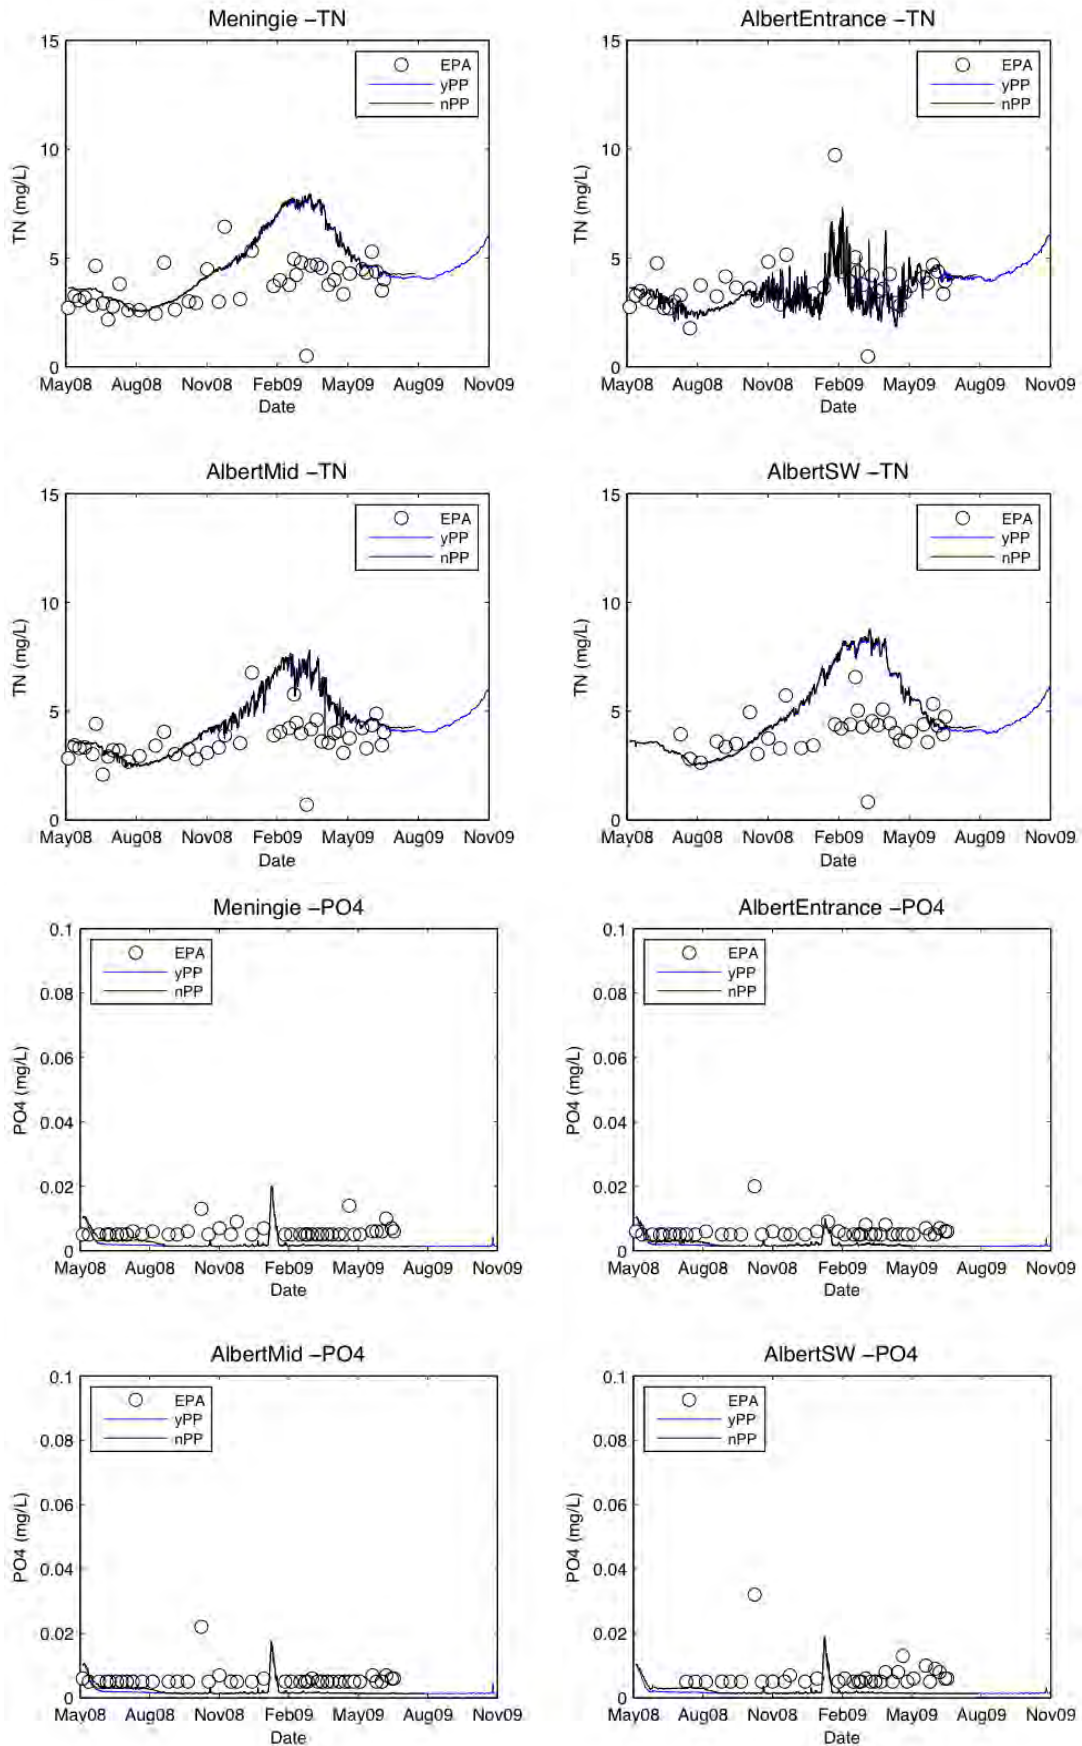 Meningie −TN
15
10
5
0
TN (mg/L)
EPA
yPP
nPP
May08 Aug08 Nov08 Feb09 May09 Aug09 Nov09
Date
AlbertEntrance −TN
15
10
5
0
TN (mg/L)
EPA
yPP
nPP
May08 Aug08 Nov08 Feb09 May09 Aug09 Nov09
Date
AlbertMid −TN
15
10
5
0
TN (mg/L)
EPA
yPP
nPP
May08 Aug08 Nov08 Feb09 May09 Aug09 Nov09
Date
AlbertSW −TN
15
10
5
0
TN (mg/L)
EPA
yPP
nPP
May08 Aug08 Nov08 Feb09 May09 Aug09 Nov09
Date
Meningie −PO4
0.1
0.08
0.06
0.04
0.02
0
PO4 (mg/L)
EPA
yPP
nPP
May08 Aug08 Nov08 Feb09 May09 Aug09 Nov09
Date
AlbertEntrance −PO4
0.1
0.08
0.06
0.04
0.02
0
PO4 (mg/L)
EPA
yPP
nPP
May08 Aug08 Nov08 Feb09 May09 Aug09 Nov09
Date
AlbertMid −PO4
0.1
0.08
0.06
0.04
0.02
0
PO4 (mg/L)
EPA
yPP
nPP
May08 Aug08 Nov08 Feb09 May09 Aug09 Nov09
Date
AlbertSW −PO4
0.1
0.08
0.06
0.04
0.02
0
PO4 (mg/L)
EPA
yPP
nPP
May08 Aug08 Nov08 Feb09 May09 Aug09 Nov09
Date